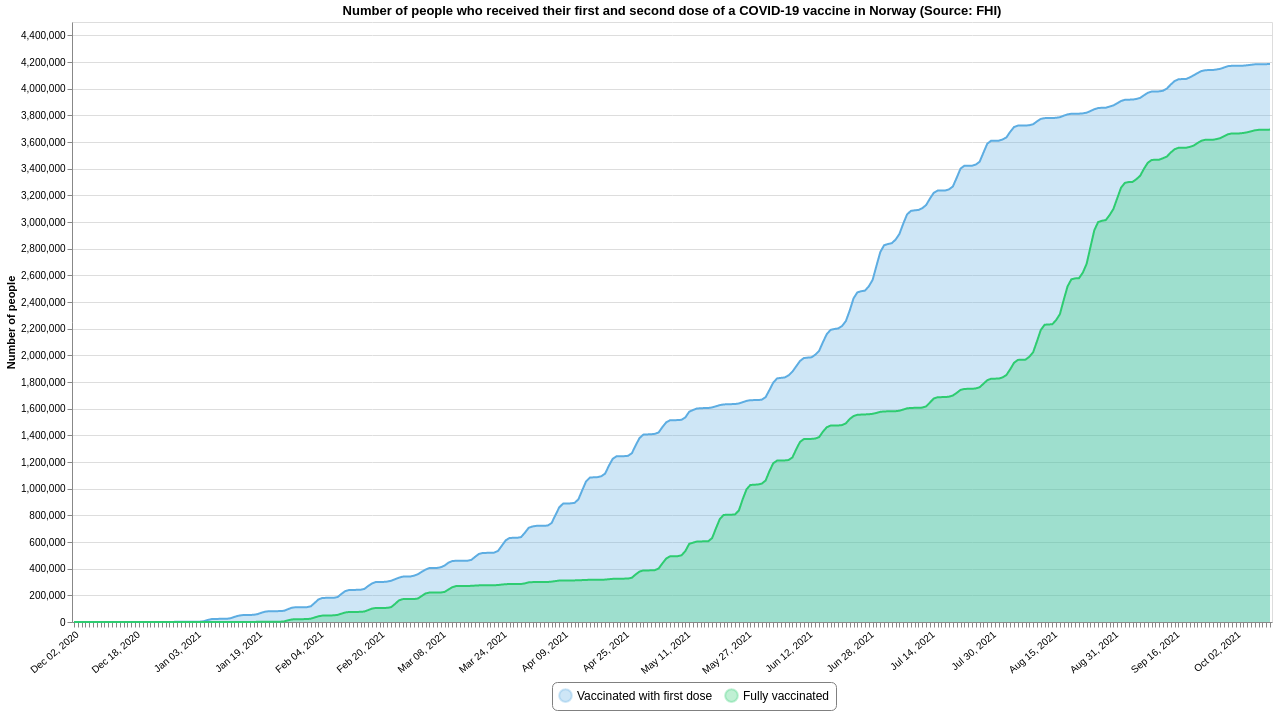 Number of people who received their first and second dose of a COVID-19 vaccine in Norway (Source: FHI)
Number of people
4,400,000
4,200,000
4,000,000
3,800,000
3,600,000
3,400,000
3,200,000
3,000,000
2,800,000
2,600,000
2,400,000
2,200,000
2,000,000
1,800,000
1,600,000
1,400,000
1,200,000
1,000,000
800,000
600,000
400,000
200,000
0
Dec 02, 2020
Dec 18, 2020
Jan 03, 2021
Jan 19, 2021
Feb 04, 2021
Feb 20, 2021
Mar 08, 2021
Mar 24, 2021
Apr 09, 2021
Apr 25, 2021
May 11, 2021
May 27, 2021
Jun 12, 2021
Jun 28, 2021
Jul 14, 2021
Jul 30, 2021
Aug 15, 2021
Aug 31, 2021
Sep 16, 2021
Oct 02, 2021
Vaccinated with first dose
Fully vaccinated